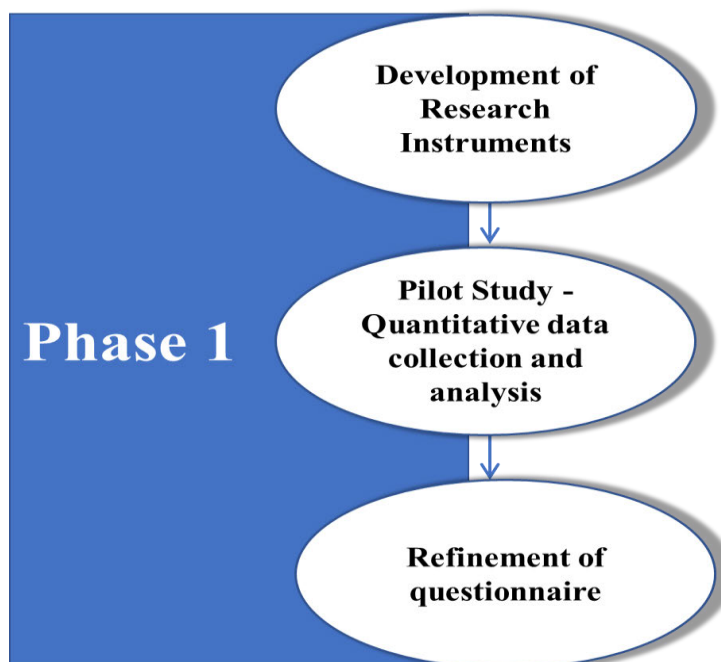 Development of
Research
Instruments
Phase 1
Pilot Study -
Quantitative data
collection and
analysis
Refinement of
questionnaire